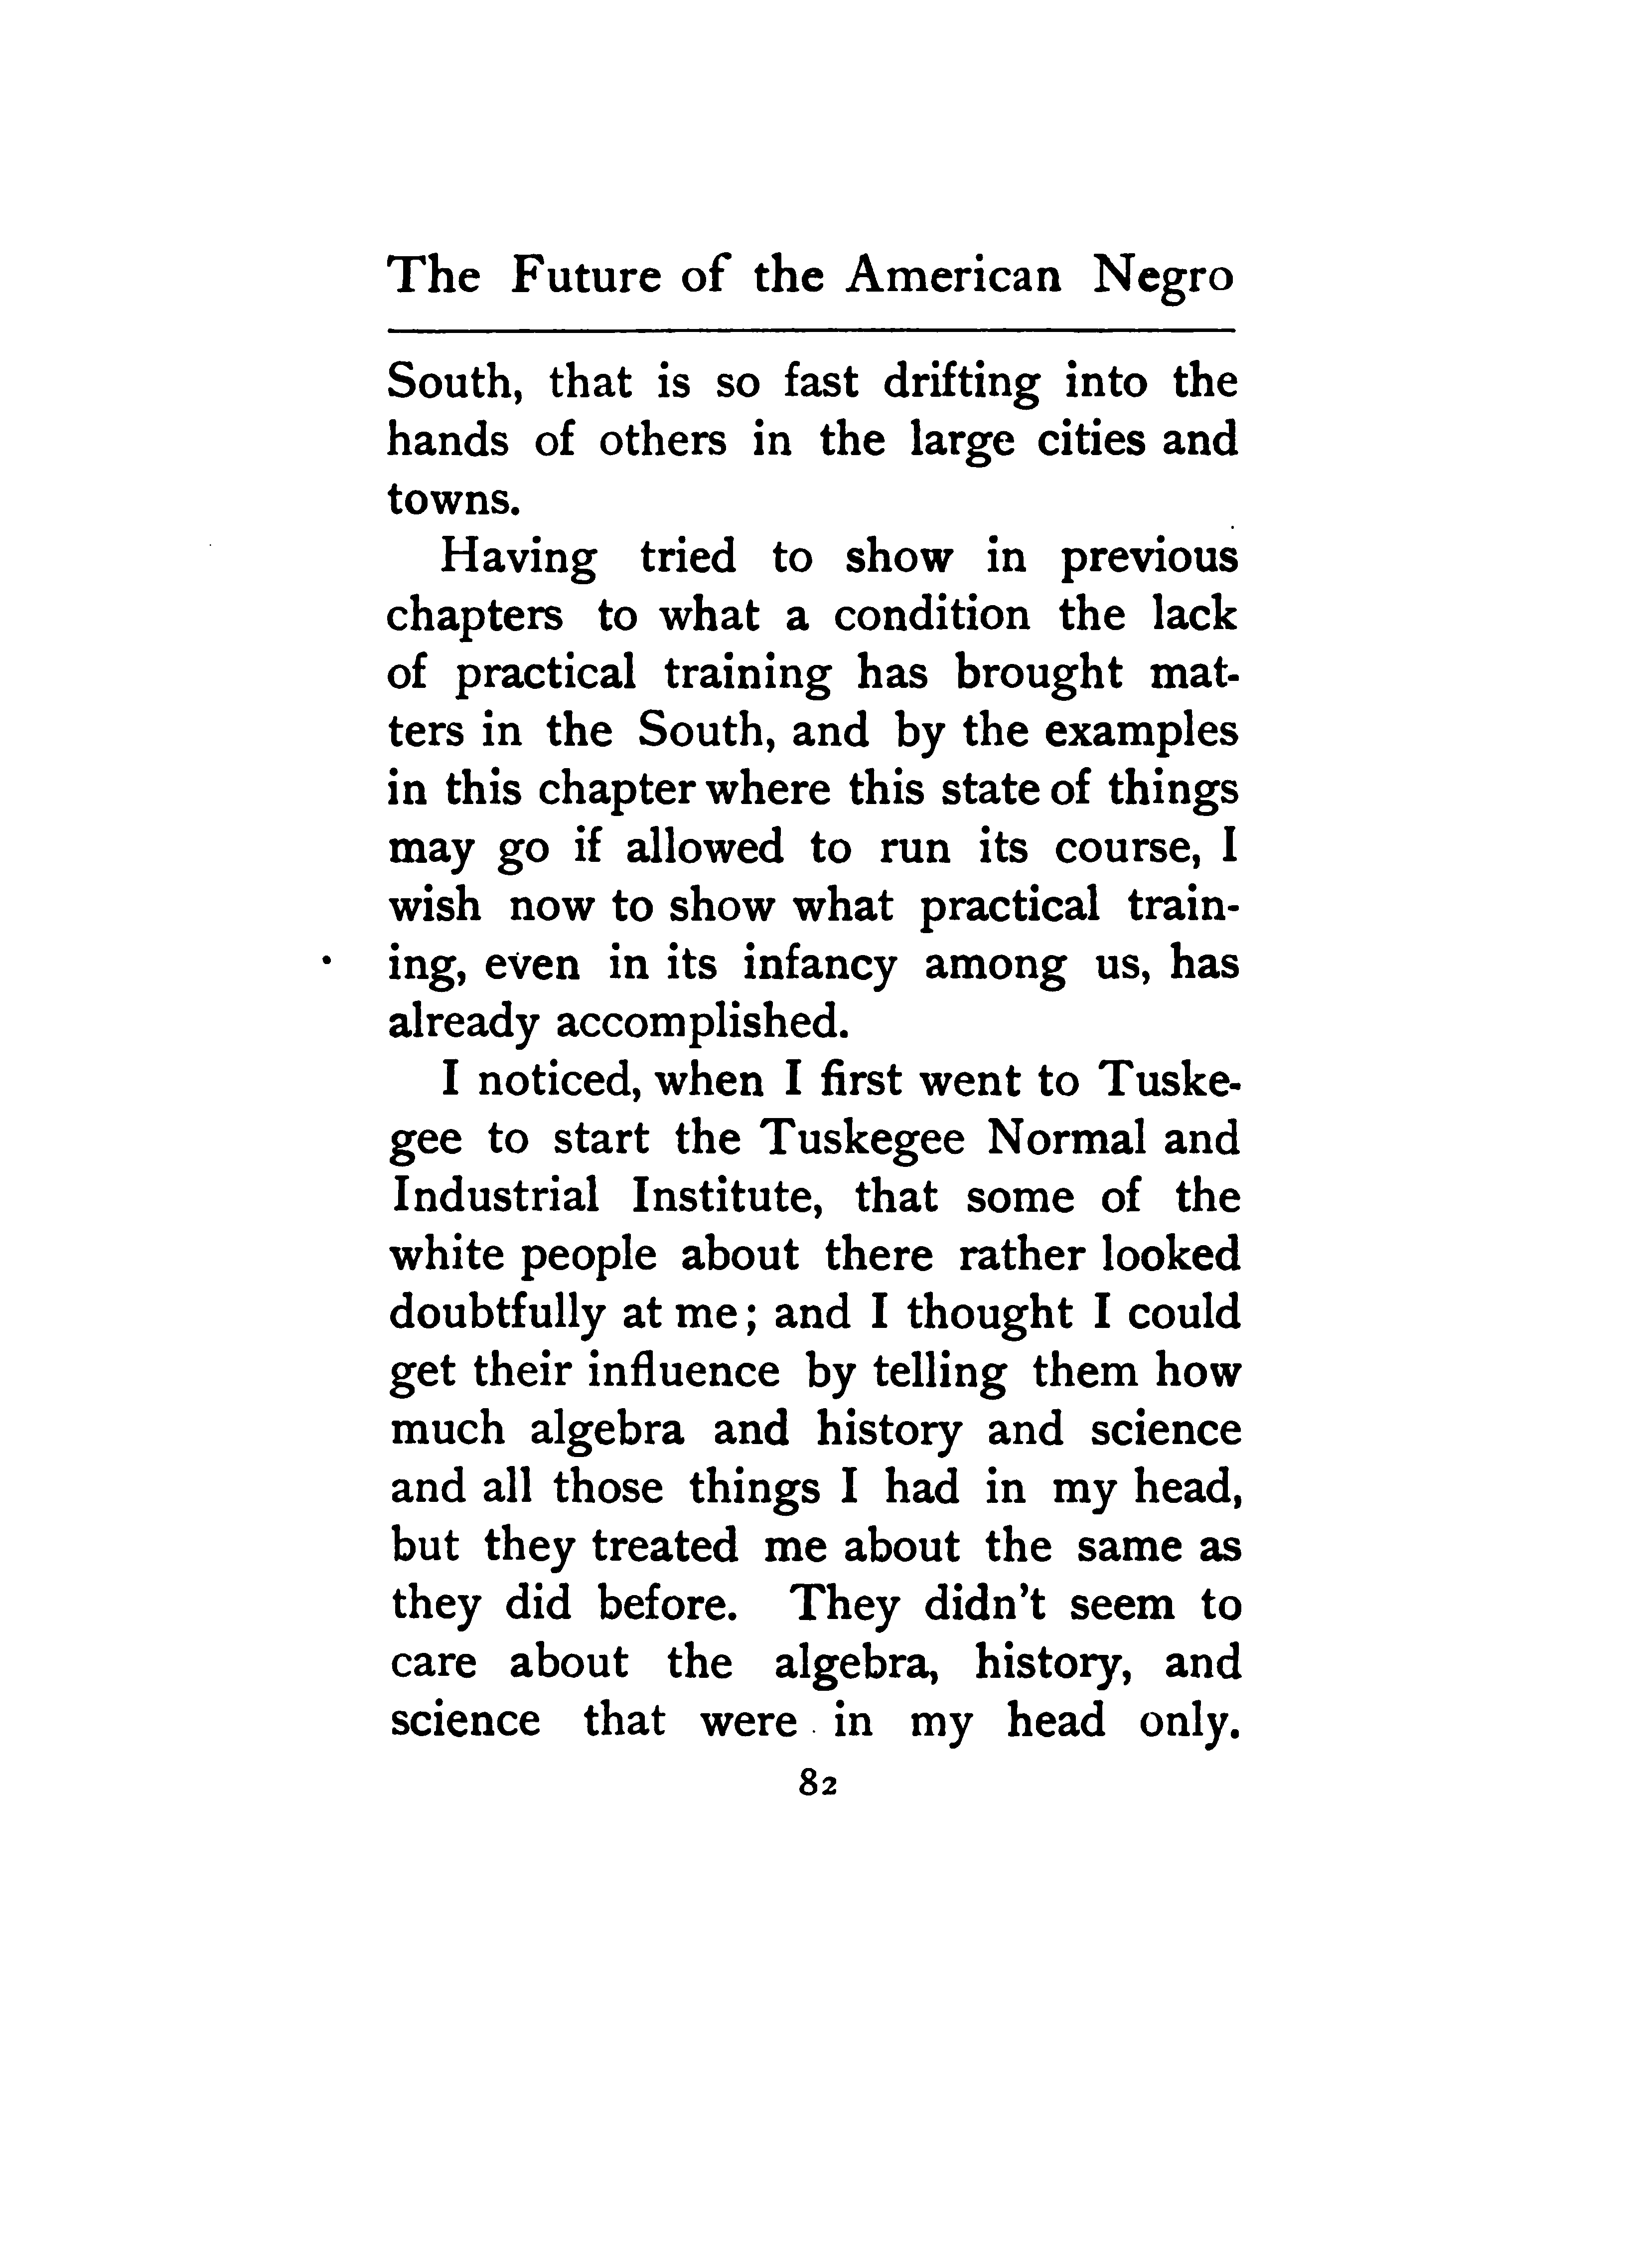 The Future of the American Negro
South, that is so fast drifting into the
hands of others in the large cities and
towns.
Having tried to show in previous
chapters to what a condition the lack
of practical training has brought mat-
ters in the South, and by the examples
in this chapter where this state of things
may go if allowed to run its course, I
wish now to show what practical train-
ing, even in its infancy among us, has
already accomplished.
I noticed, when I first went to Tuske-
gee to start the Tuskegee Normal and
Industrial Institute, that some of the
white people about there rather looked
doubtfully at me; and I thought I could
get their influence by telling them how
much algebra and history and science
and all those things I had in my head,
but they treated me about the same as
they did before. They didn't seem to
care about the algebra, history, and
science that were in my head only.
82